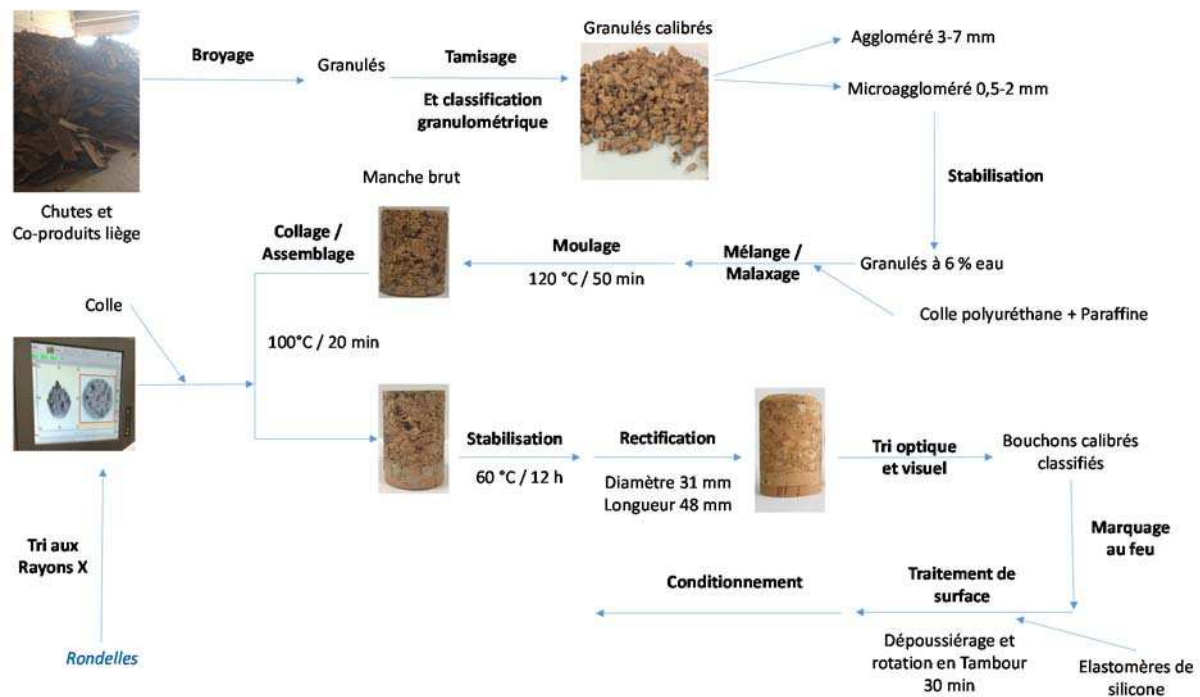 Granulés calibrés
Broyage
Granulés
Tamisage
Et classification
granulométrique
Aggloméré 3-7 mm
Microaggloméré 0,5-2 mm
Stabilisation
Chutes et
Co-produits liège
Manche brut
Collage /
Assemblage
Moulage
120 °C / 50 min
Mélange /
Malaxage
Granulés à 6 % eau
Colle polyuréthane + Paraffine
Colle
100°C / 20 min
Stabilisation
60 °C / 12 h
Rectification
Diamètre 31 mm
Longueur 48 mm
Tri optique
et visuel
Bouchons calibrés
classifiés
Tri aux
Rayons X
Marquage
au feu
Conditionnement
Traitement de
surface
Rondelles
Dépoussiérage et
rotation en Tambour
30 min
Elastomères de
silicone